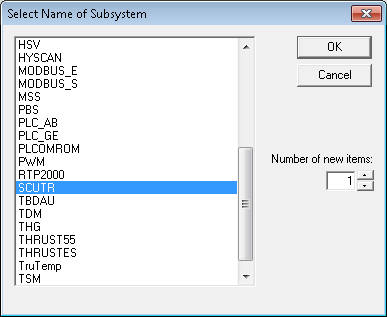 Select Name of Subsystem
HSV
HYSCAN
MODBUS_E
MODBUS_S
MSS
PBS
PLC_AB
PLC_GE
PLCOMROM
PWM
RTP2000
SCUTR
TBDAU
TDM
THG
THRUST55
THRUSTES
TruTemp
TSM
OK
Cancel
Number of new items:
1